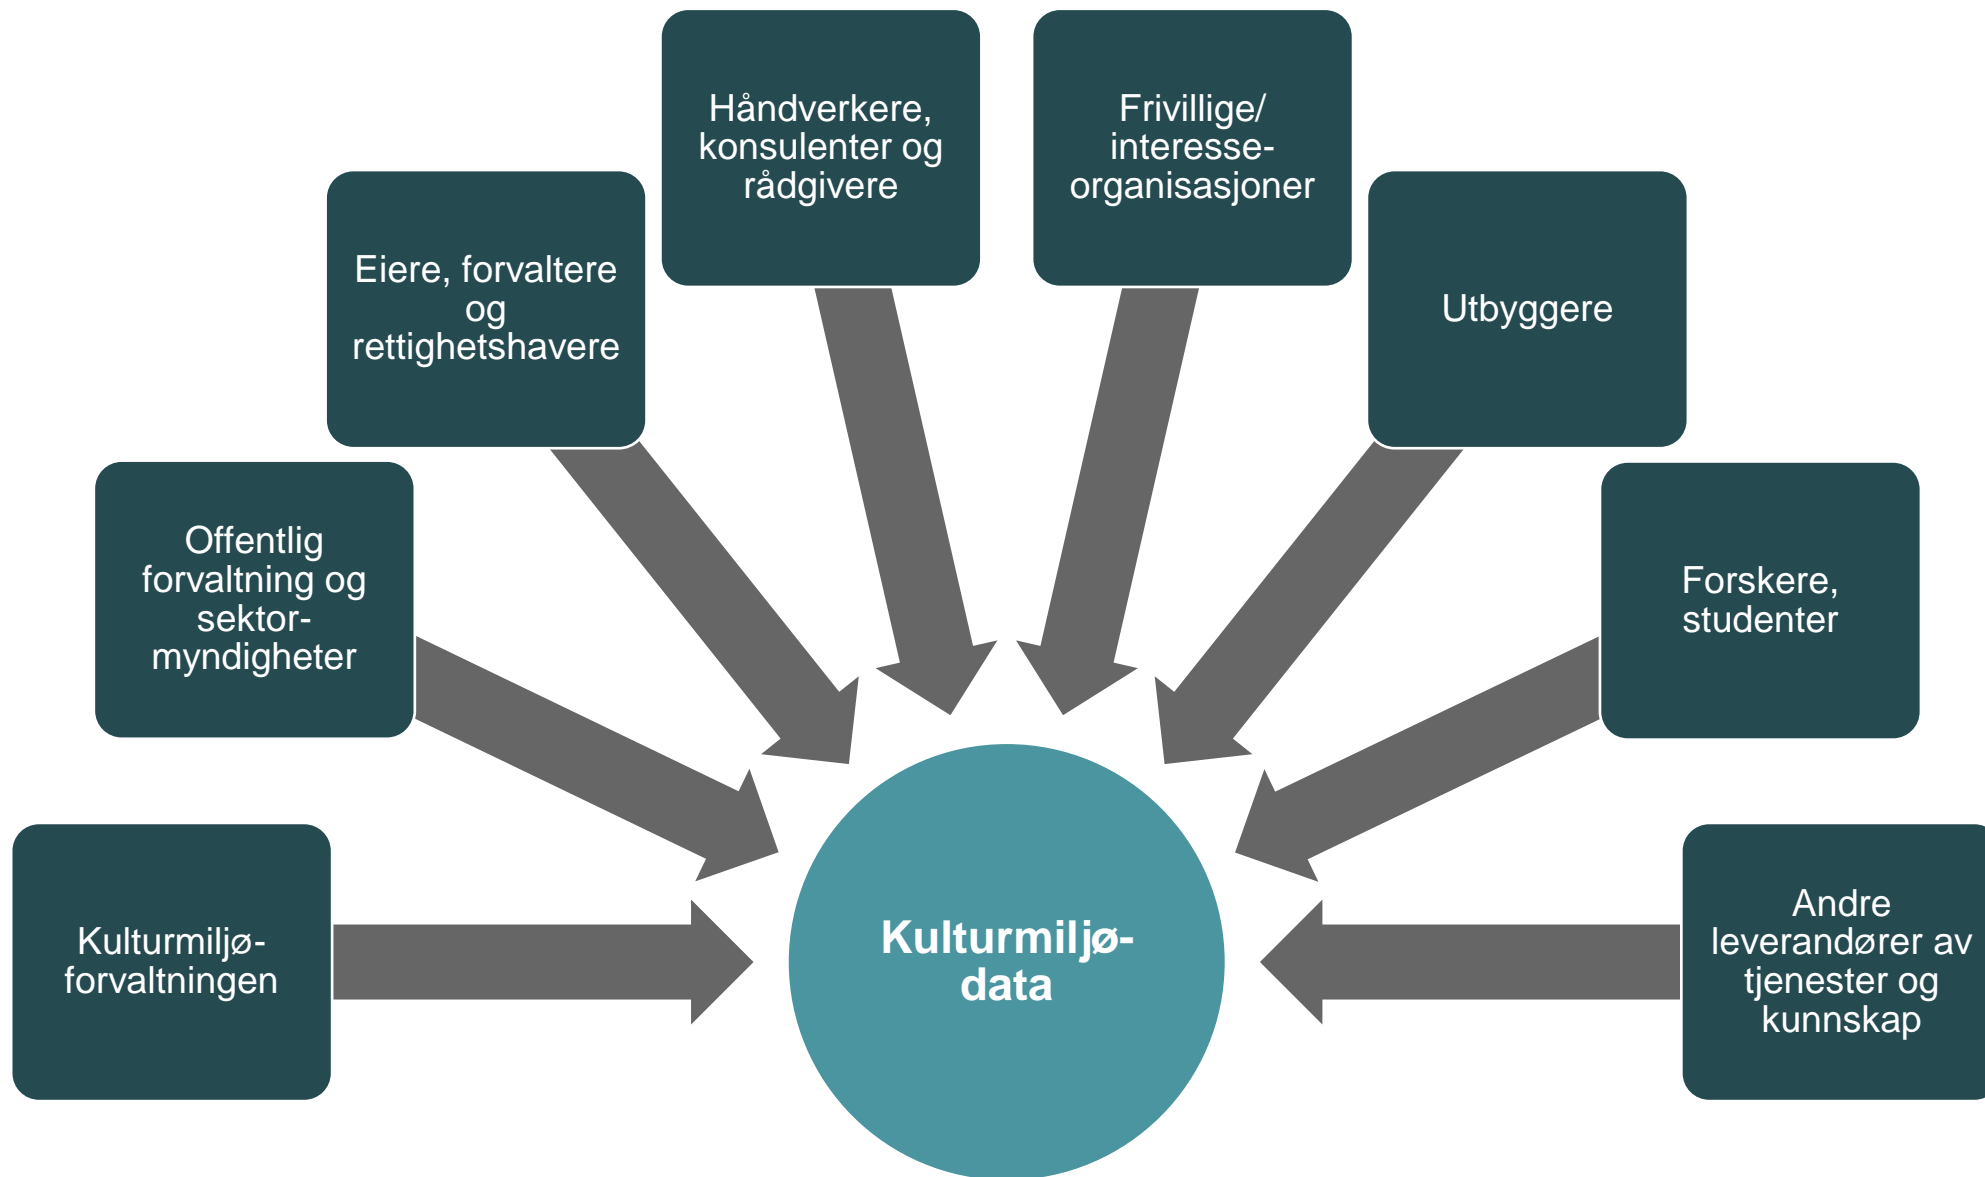 Håndverkere,
konsulenter og
rådgivere
Frivillige/
interesse-
organisasjoner
Eiere, forvaltere
og
rettighetshavere
Utbyggere
Offentlig
forvaltning og
sektor-
myndigheter
Forskere,
studenter
Kulturmiljø-
forvaltningen
Kulturmiljø-
data
Andre
leverandører av
tjenester og
kunnskap